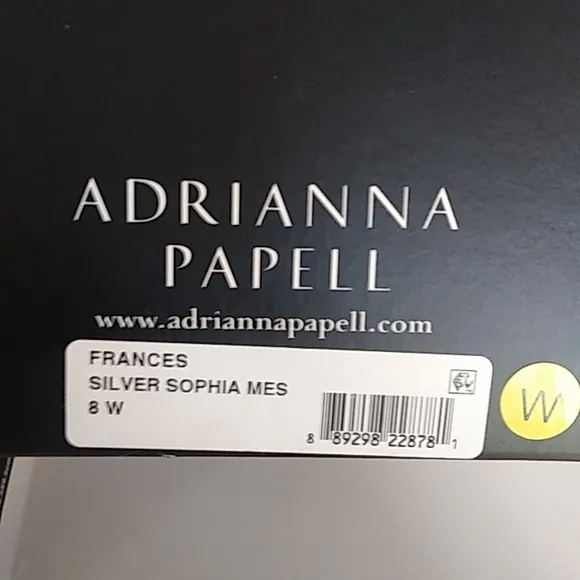 ADRIANNA
PAPELL
www.adriannapapell.com
FRANCES
SILVER SOPHIA MES
8 W
8 89298 22878 1
W